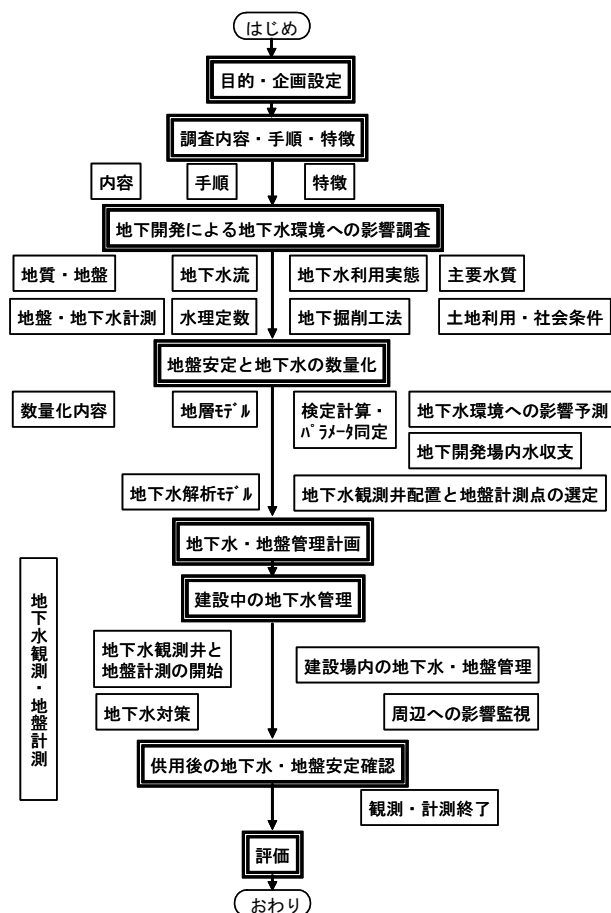 はじめ
目的・企画設定
調査内容・手順・特徴
内容
手順
特徴
地下開発による地下水環境への影響調査
地質・地盤
地下水流
地下水利用実態
主要水質
地盤・地下水計測
水理定数
地下掘削工法
土地利用・社会条件
地盤安定と地下水の数量化
数量化内容
地層ﾓﾃﾞﾙ
検定計算・
ﾊﾟﾗﾒｰﾀ同定
地下水環境への影響予測
地下開発場内水収支
地下水解析ﾓﾃﾞﾙ
地下水観測井配置と地盤計測点の選定
地下水・地盤管理計画
建設中の地下水管理
地下水観測・地盤計測
地下水観測井と
地盤計測の開始
建設場内の地下水・地盤管理
地下水対策
周辺への影響監視
供用後の地下水・地盤安定確認
観測・計測終了
評価
おわり